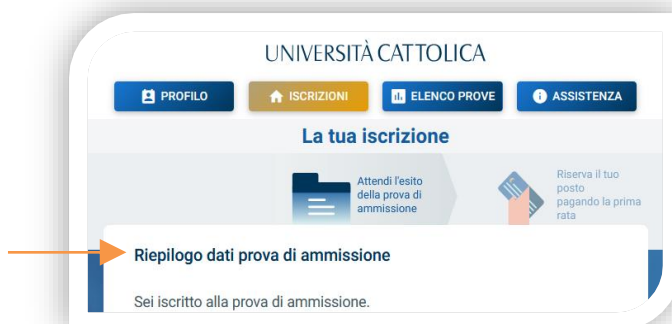 UNIVERSITÀ CATTOLICA
PROFILO
ISCRIZIONI
ELENCO PROVE
ASSISTENZA
La tua iscrizione
Attendi l'esito
della prova di
ammissione
Riserva il tuo
posto
pagando la prima
rata
Riepilogo dati prova di ammissione
Sei iscritto alla prova di ammissione.